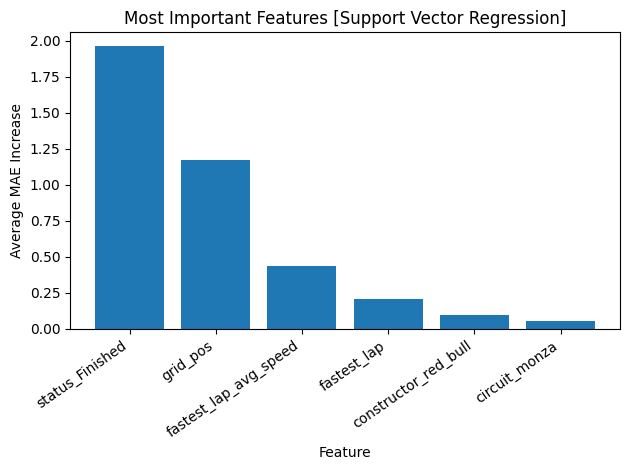 Most Important Features [Support Vector Regression]
Average MAE Increase
2.00
1.75
1.50
1.25
1.00
0.75
0.50
0.25
0.00
status_Finished
grid_pos
fastest_lap_avg_speed
fastest_lap
constructor_red_bull
circuit_monza
Feature